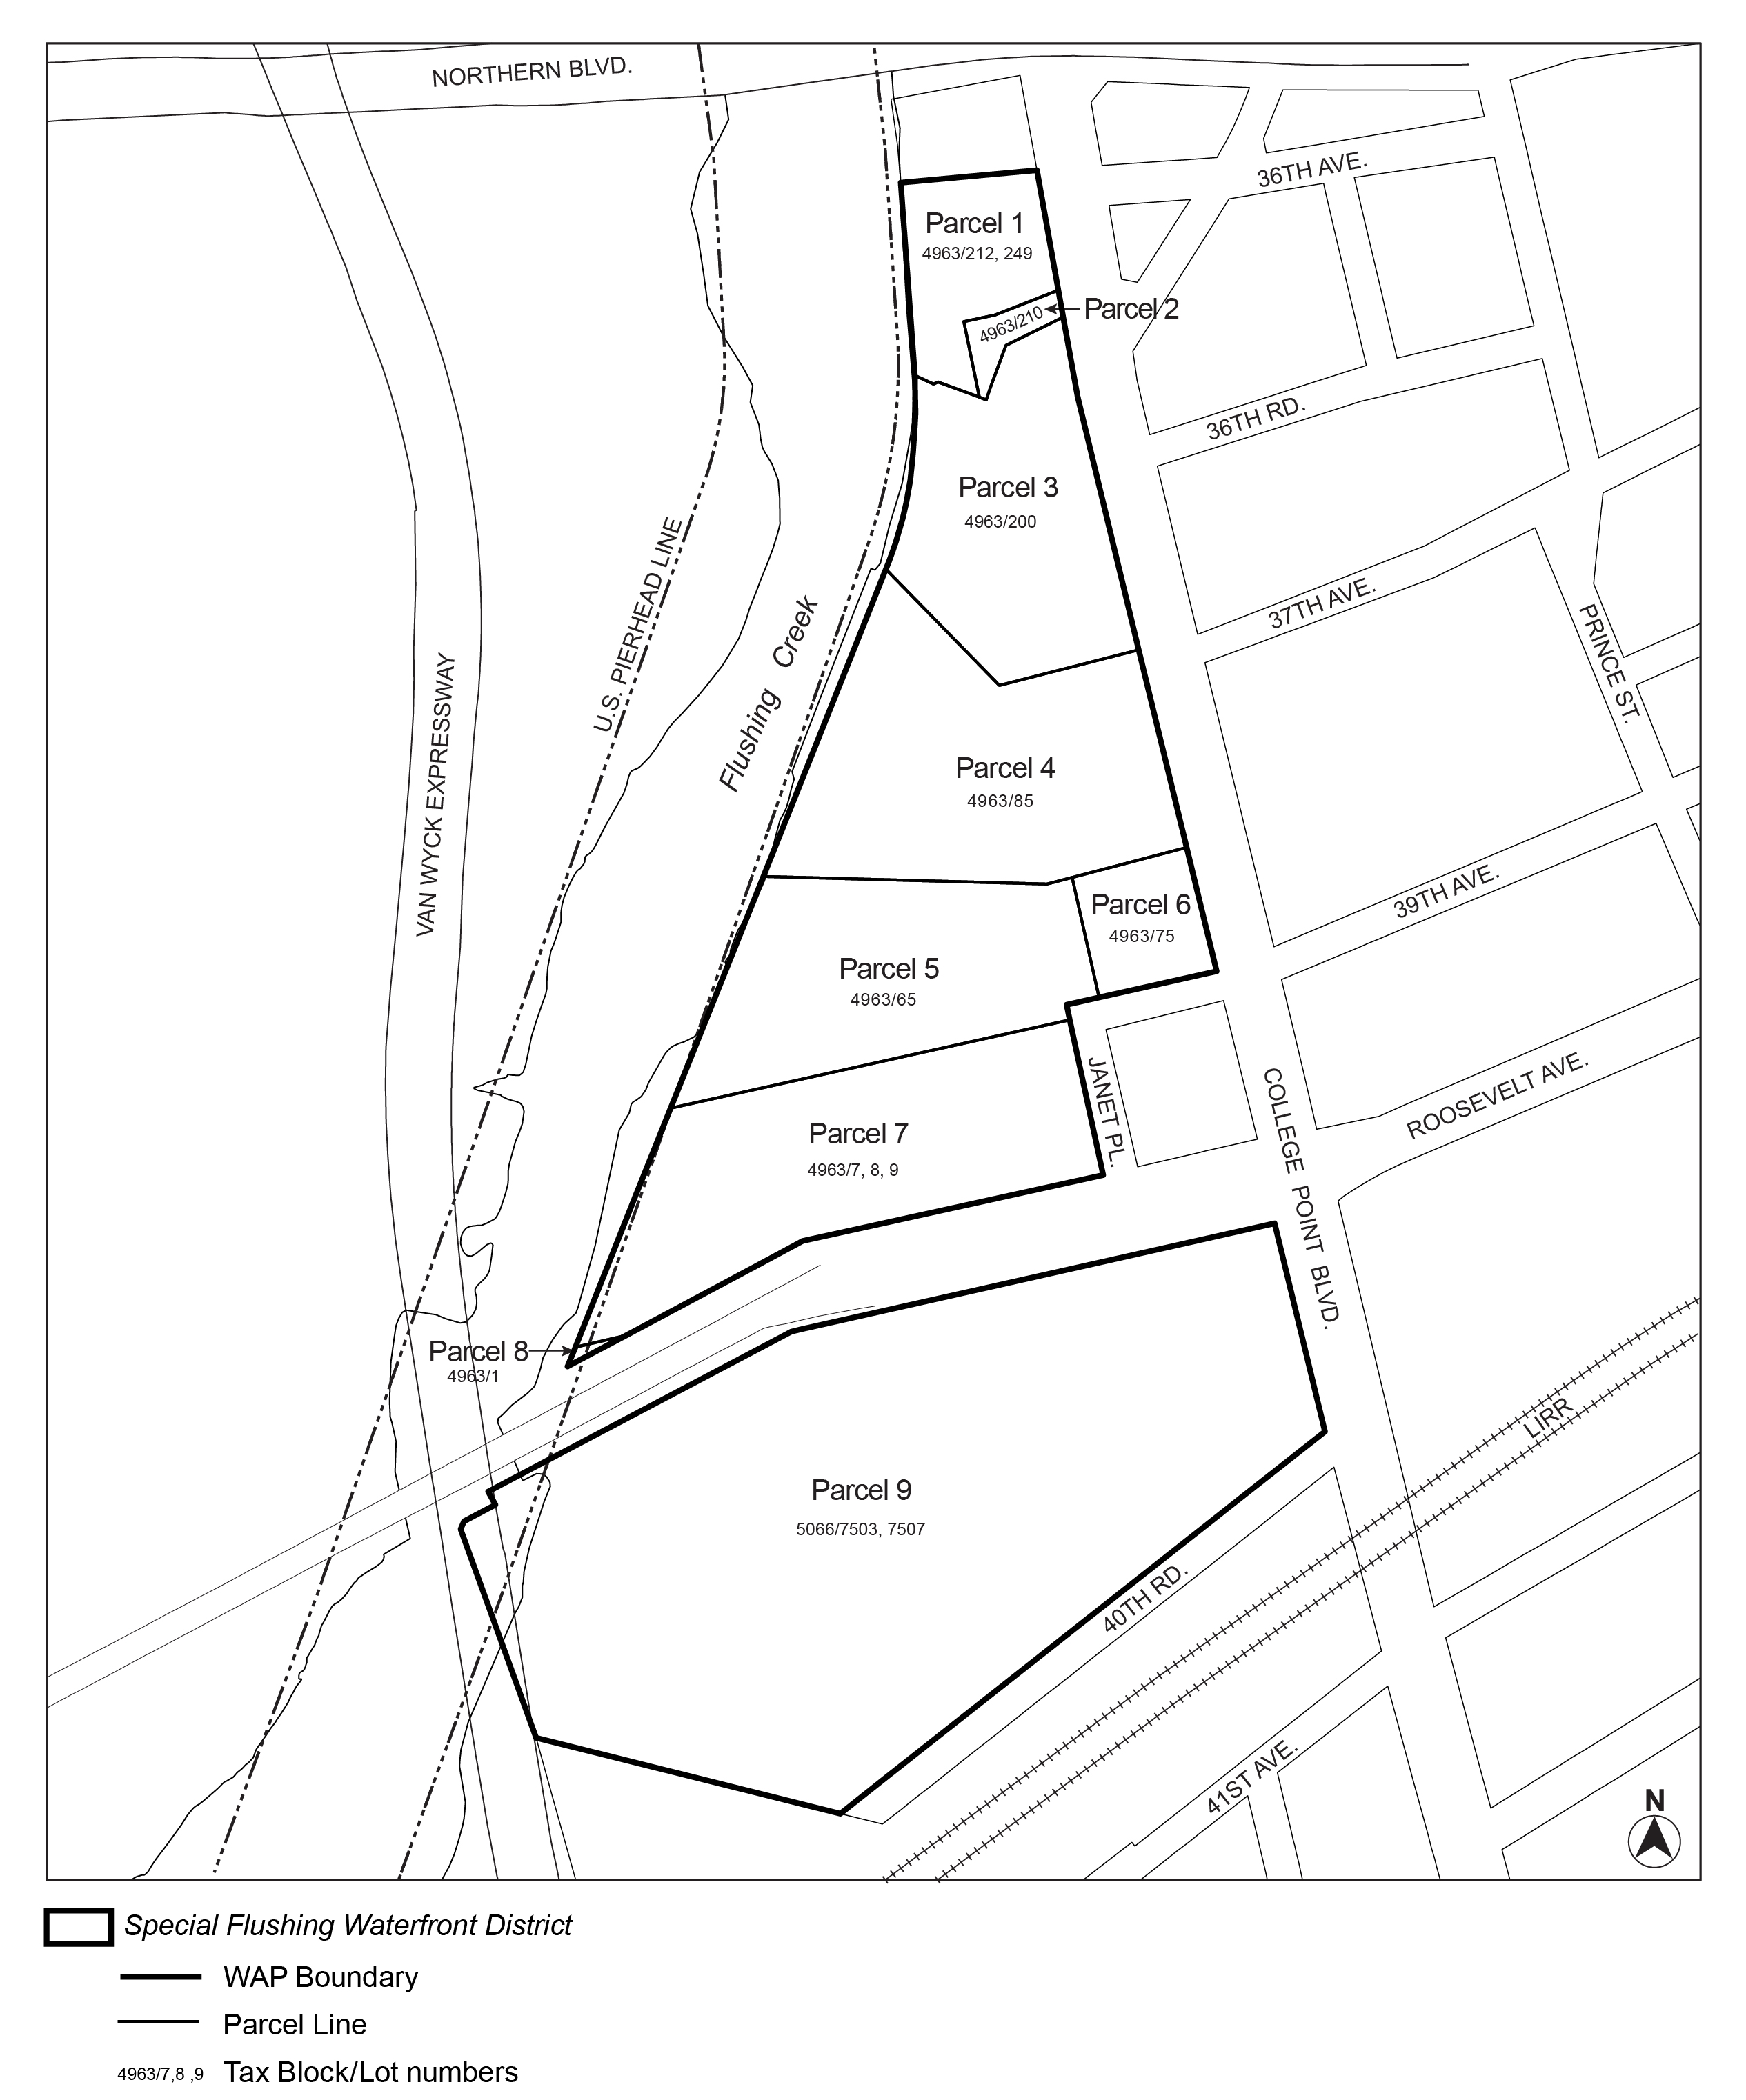 NORTHERN BLVD.
36TH AVE.
Parcel 1
4963/212, 249
4963/210
Parcel 2
36TH RD.
Parcel 3
4963/200
U.S. PIERHEAD LINE
Flushing Creek
37TH AVE.
PRINCE ST.
VAN WYCK EXPRESSWAY
Parcel 4
4963/85
39TH AVE.
Parcel 6
4963/75
Parcel 5
4963/65
JANET PL.
COLLEGE POINT BLVD.
ROOSEVELT AVE.
Parcel 7
4963/7, 8, 9
Parcel 8
4963/1
LIRR
Parcel 9
5066/7503, 7507
40TH RD.
41ST AVE.
N
Special Flushing Waterfront District
WAP Boundary
Parcel Line
4963/7,8 ,9 Tax Block/Lot numbers